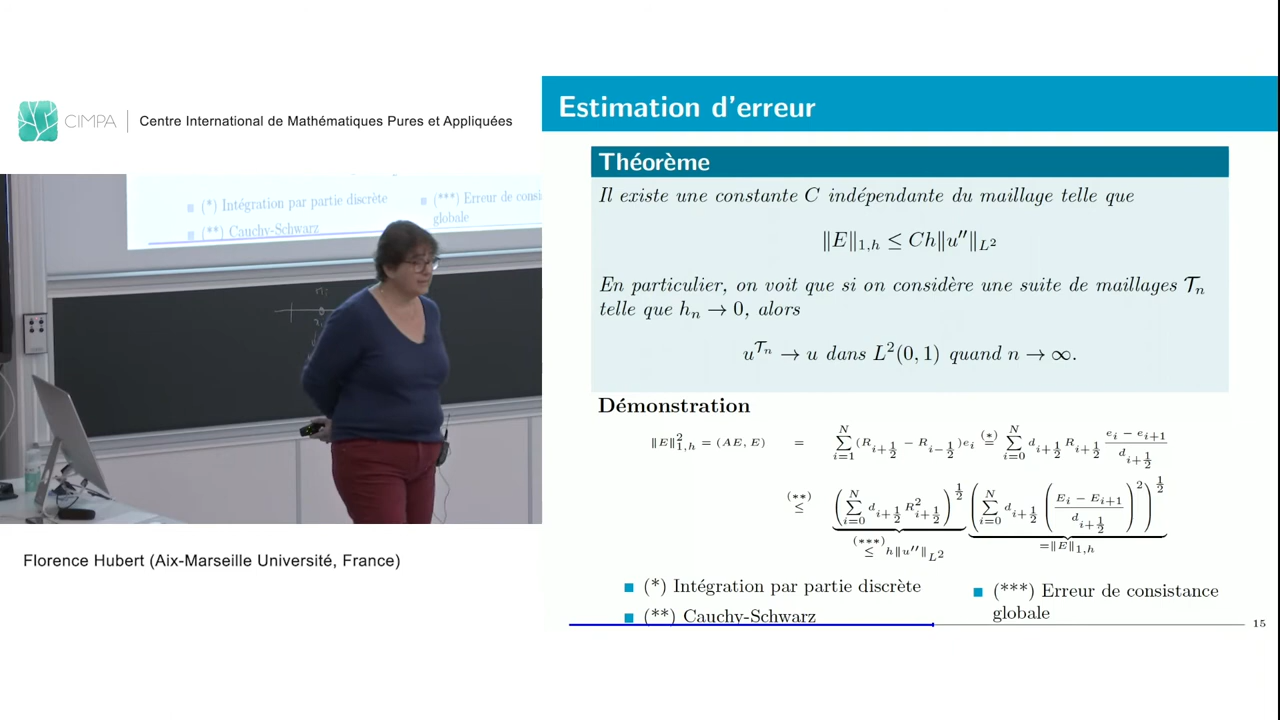 CIMPA
Centre International de Mathématiques Pures et Appliquées
(*) Intégration par partie discrète
(**) Cauchy-Schwarz
(***) Erreur de consi
globale
Florence Hubert (Aix-Marseille Université, France)
Estimation d'erreur
Théorème
Il existe une constante C indépendante du maillage telle que
‖E‖_{1,h} ≤ Ch‖u″‖_{L²}
En particulier, on voit que si on considère une suite de maillages 𝒯_n
telle que h_n → 0, alors
u^{𝒯_n} → u dans L²(0, 1) quand n → ∞.
Démonstration
‖E‖²_{1,h} = (AE, E) = ∑_{i=1}^{N} (R_{i+1/2} − R_{i−1/2})e_i (*)= ∑_{i=0}^{N} d_{i+1/2} R_{i+1/2} (e_i − e_{i+1})/d_{i+1/2}
(**)≤ (∑_{i=0}^{N} d_{i+1/2} R²_{i+1/2})^{1/2} (∑_{i=0}^{N} d_{i+1/2} ((E_i − E_{i+1})/d_{i+1/2})²)^{1/2}
(***)≤ h‖u″‖_{L²} =‖E‖_{1,h}
(*) Intégration par partie discrète
(**) Cauchy-Schwarz
(***) Erreur de consistance
globale
15